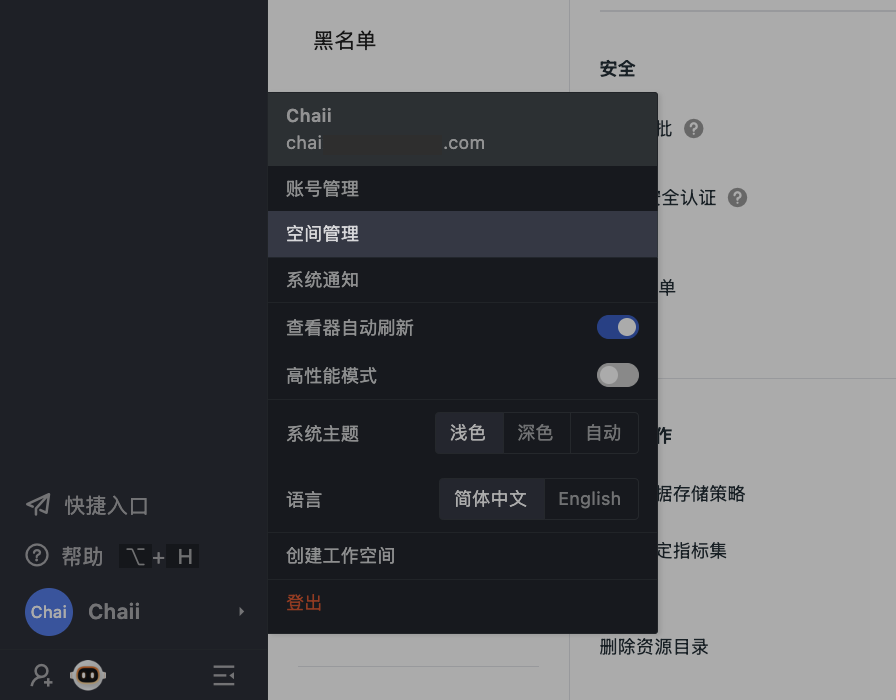 黑名单
安全
Chaii
chai .com
批
账号管理
安全认证
空间管理
系统通知
单
查看器自动刷新
高性能模式
系统主题 浅色 深色 自动
作
语言 简体中文 English
据存储策略
快捷入口
帮助 ⌥ + H
创建工作空间
定指标集
登出
Chai Chaii
删除资源目录